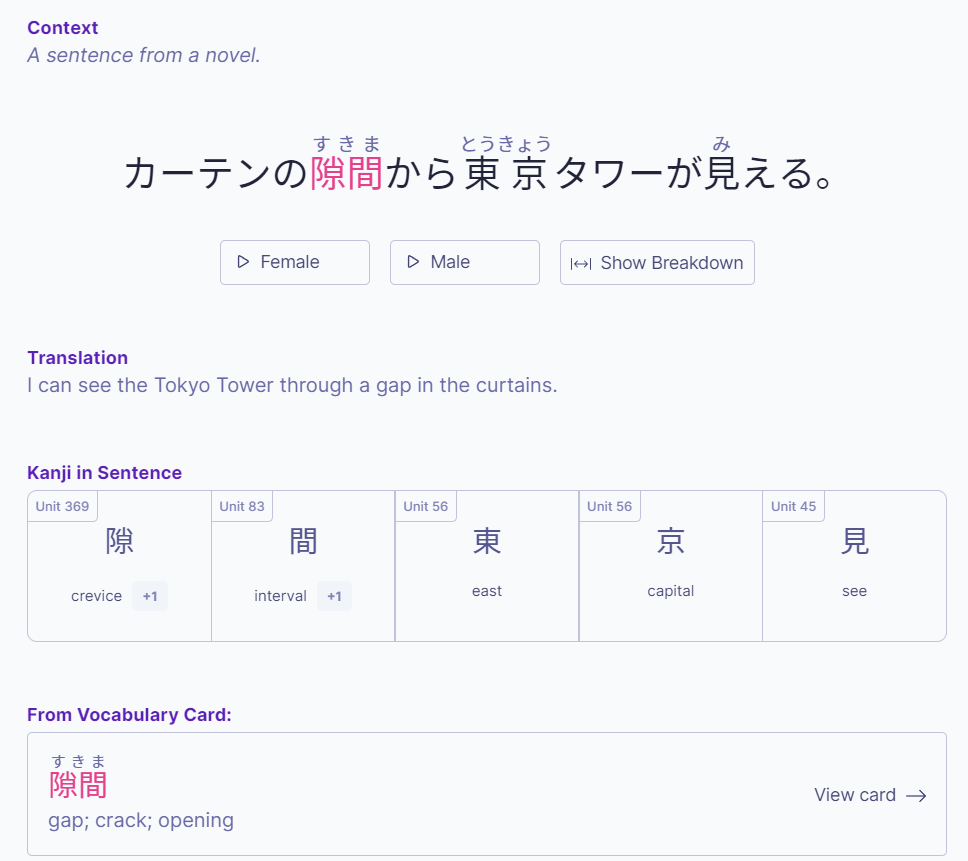 Context
A sentence from a novel.
すきま とうきょう み
カーテンの隙間から東京タワーが見える。
Female Male Show Breakdown
Translation
I can see the Tokyo Tower through a gap in the curtains.
Kanji in Sentence
Unit 369 Unit 83 Unit 56 Unit 56 Unit 45
隙 間 東 京 見
crevice +1 interval +1 east capital see
From Vocabulary Card:
すきま
隙間
View card →
gap; crack; opening